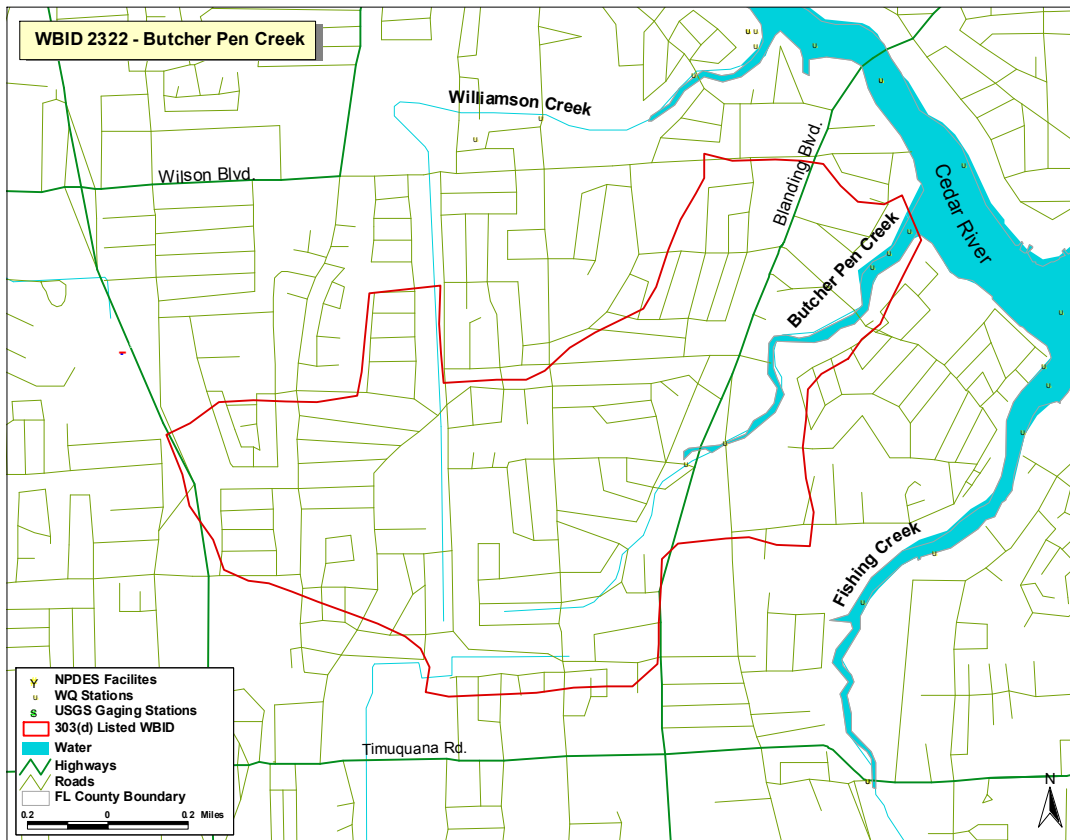 WBID 2322 - Butcher Pen Creek
Williamson Creek
Wilson Blvd.
Blanding Blvd.
Cedar River
Butcher Pen Creek
Fishing Creek
Timuquana Rd.
Y NPDES Facilites
u WQ Stations
S USGS Gaging Stations
303(d) Listed WBID
Water
Highways
Roads
FL County Boundary
0.2 0 0.2 Miles
N